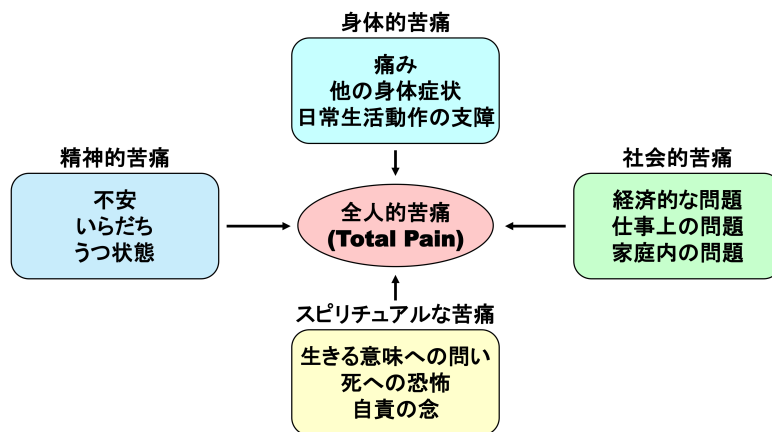 身体的苦痛
痛み
他の身体症状
日常生活動作の支障
精神的苦痛
不安
いらだち
うつ状態
全人的苦痛
(Total Pain)
社会的苦痛
経済的な問題
仕事上の問題
家庭内の問題
スピリチュアルな苦痛
生きる意味への問い
死への恐怖
自責の念